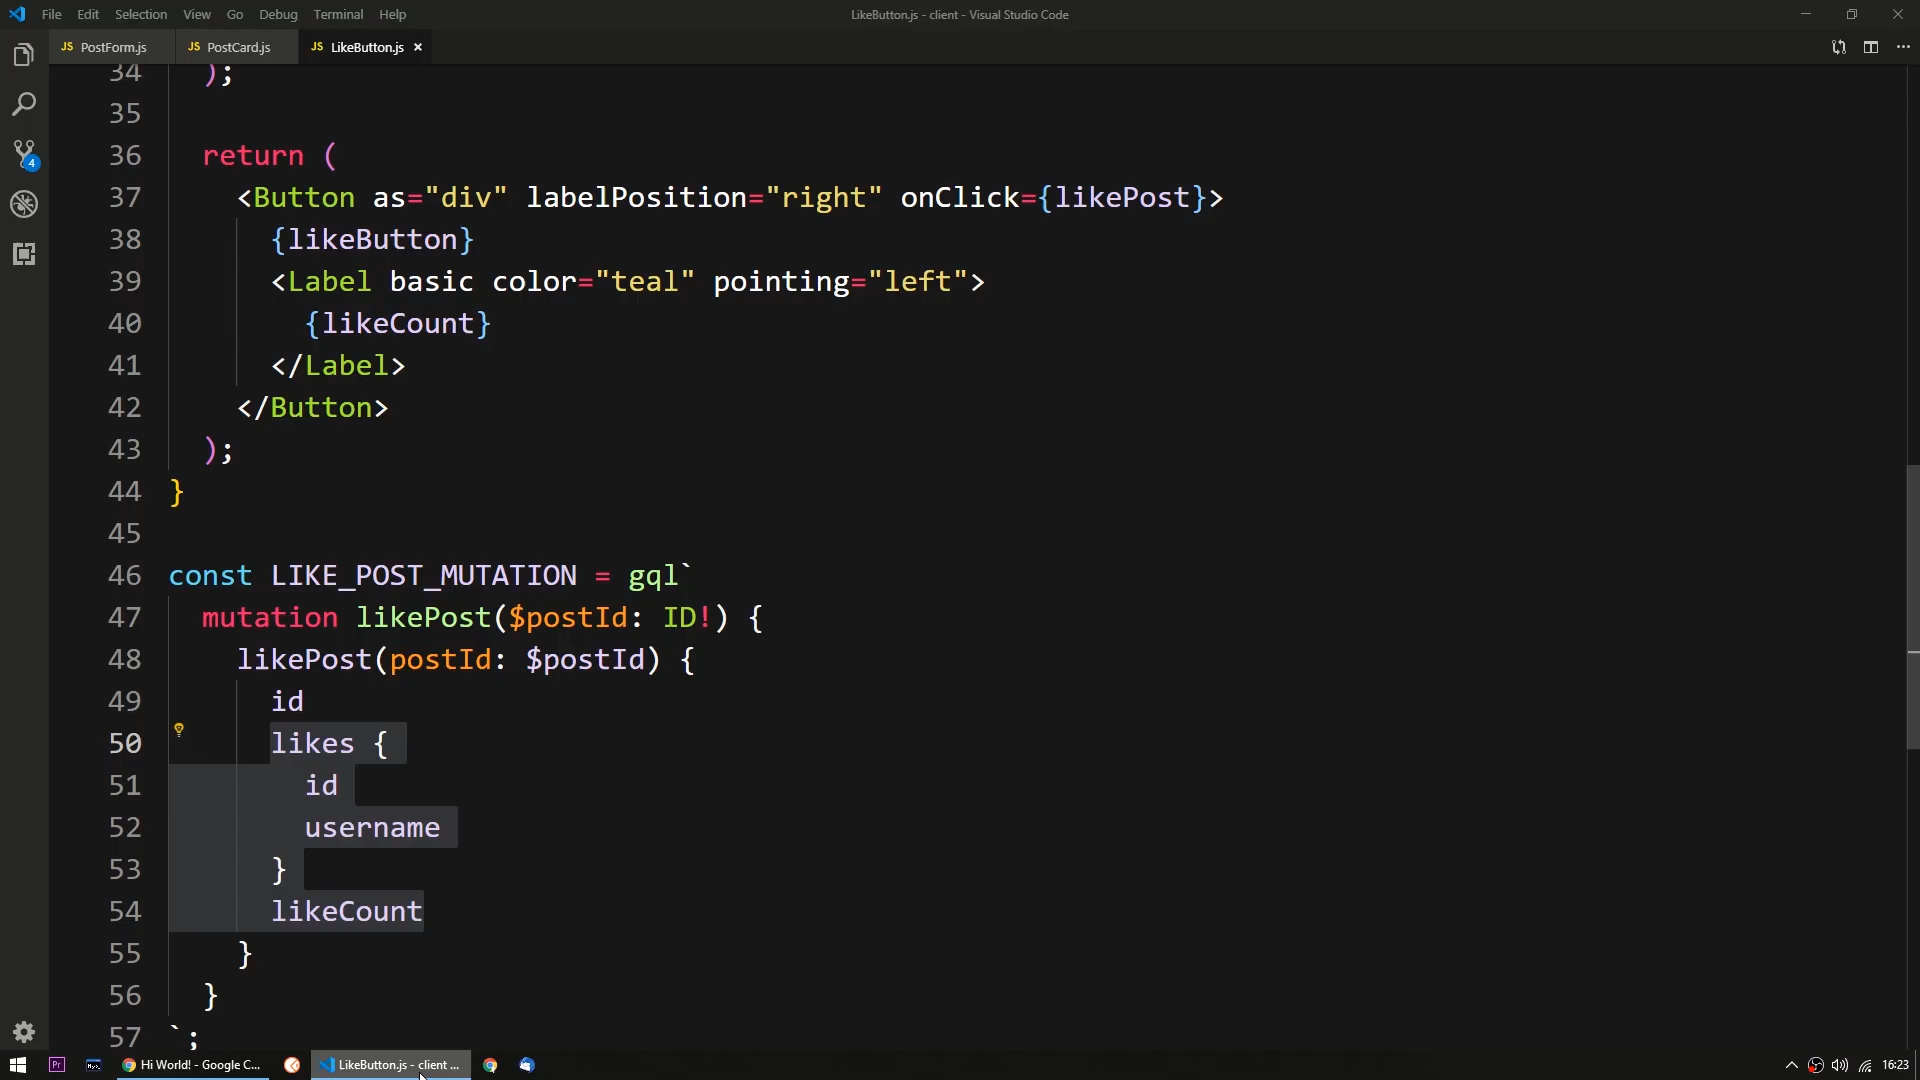 File Edit Selection View Go Debug Terminal Help
LikeButton.js - client - Visual Studio Code
JS PostForm.js JS PostCard.js JS LikeButton.js ×
34 );
35
36 return (
37 <Button as="div" labelPosition="right" onClick={likePost}>
38 {likeButton}
39 <Label basic color="teal" pointing="left">
40 {likeCount}
41 </Label>
42 </Button>
43 );
44 }
45
46 const LIKE_POST_MUTATION = gql`
47 mutation likePost($postId: ID!) {
48 likePost(postId: $postId) {
49 id
50 likes {
51 id
52 username
53 }
54 likeCount
55 }
56 }
57 `;
4
Pr
Hi World! - Google C...
LikeButton.js - client ...
16:23